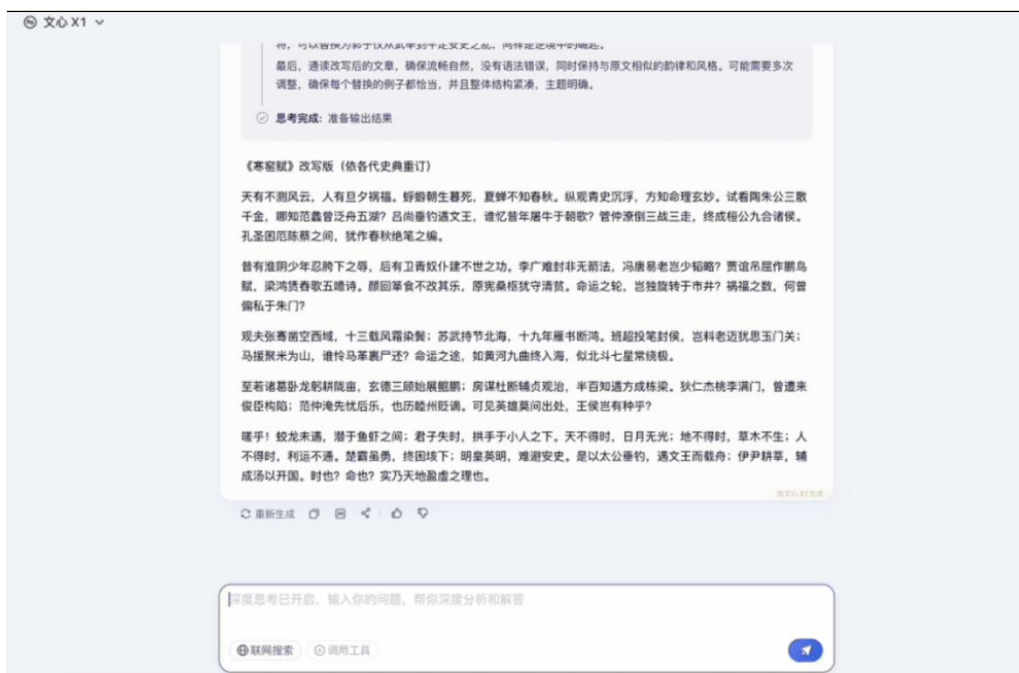 文心 X1
将，可以替换为郭子仪从武举到平定安史之乱，同样是逆境中的崛起。
最后，通读改写后的文章，确保流畅自然，没有语法错误，同时保持与原文相似的韵律和风格。可能需要多次
调整，确保每个替换的例子都恰当，并且整体结构紧凑，主题明确。
思考完成：准备输出结果
《寒窑赋》改写版（依各代史典重订）
天有不测风云，人有旦夕祸福。蜉蝣朝生暮死，夏蝉不知春秋。纵观青史沉浮，方知命理玄妙。试看陶朱公三散
千金，哪知范蠡曾泛舟五湖？吕尚垂钓遇文王，谁忆昔年屠牛于朝歌？管仲潦倒三战三走，终成桓公九合诸侯。
孔圣困厄陈蔡之间，犹作春秋绝笔之编。
昔有淮阴少年忍胯下之辱，后有卫青奴仆建不世之功。李广难封非无箭法，冯唐易老岂少韬略？贾谊吊屈作鹏鸟
赋，梁鸿赁舂歌五噫诗。颜回箪食不改其乐，原宪桑枢犹守清贫。命运之轮，岂独旋转于市井？祸福之数，何曾
偏私于朱门？
观夫张骞凿空西域，十三载风霜染鬓；苏武持节北海，十九年雁书断鸿。班超投笔封侯，岂料老迈犹思玉门关；
马援聚米为山，谁怜马革裹尸还？命运之途，如黄河九曲终入海，似北斗七星常绕极。
至若诸葛卧龙躬耕陇亩，玄德三顾始展鲲鹏；房谋杜断辅贞观治，半百知遇方成栋梁。狄仁杰桃李满门，曾遭来
俊臣构陷；范仲淹先忧后乐，也历睦州贬谪。可见英雄莫问出处，王侯岂有种乎？
嗟乎！蛟龙未遇，潜于鱼虾之间；君子失时，拱手于小人之下。天不得时，日月无光；地不得时，草木不生；人
不得时，利运不通。楚霸虽勇，终困垓下；明皇英明，难避安史。是以太公垂钓，遇文王而载舟；伊尹耕莘，辅
成汤以开国。时也？命也？实乃天地盈虚之理也。
由文心 X1 生成
重新生成
深度思考已开启，输入你的问题，帮你深度分析和解答
联网搜索
调用工具